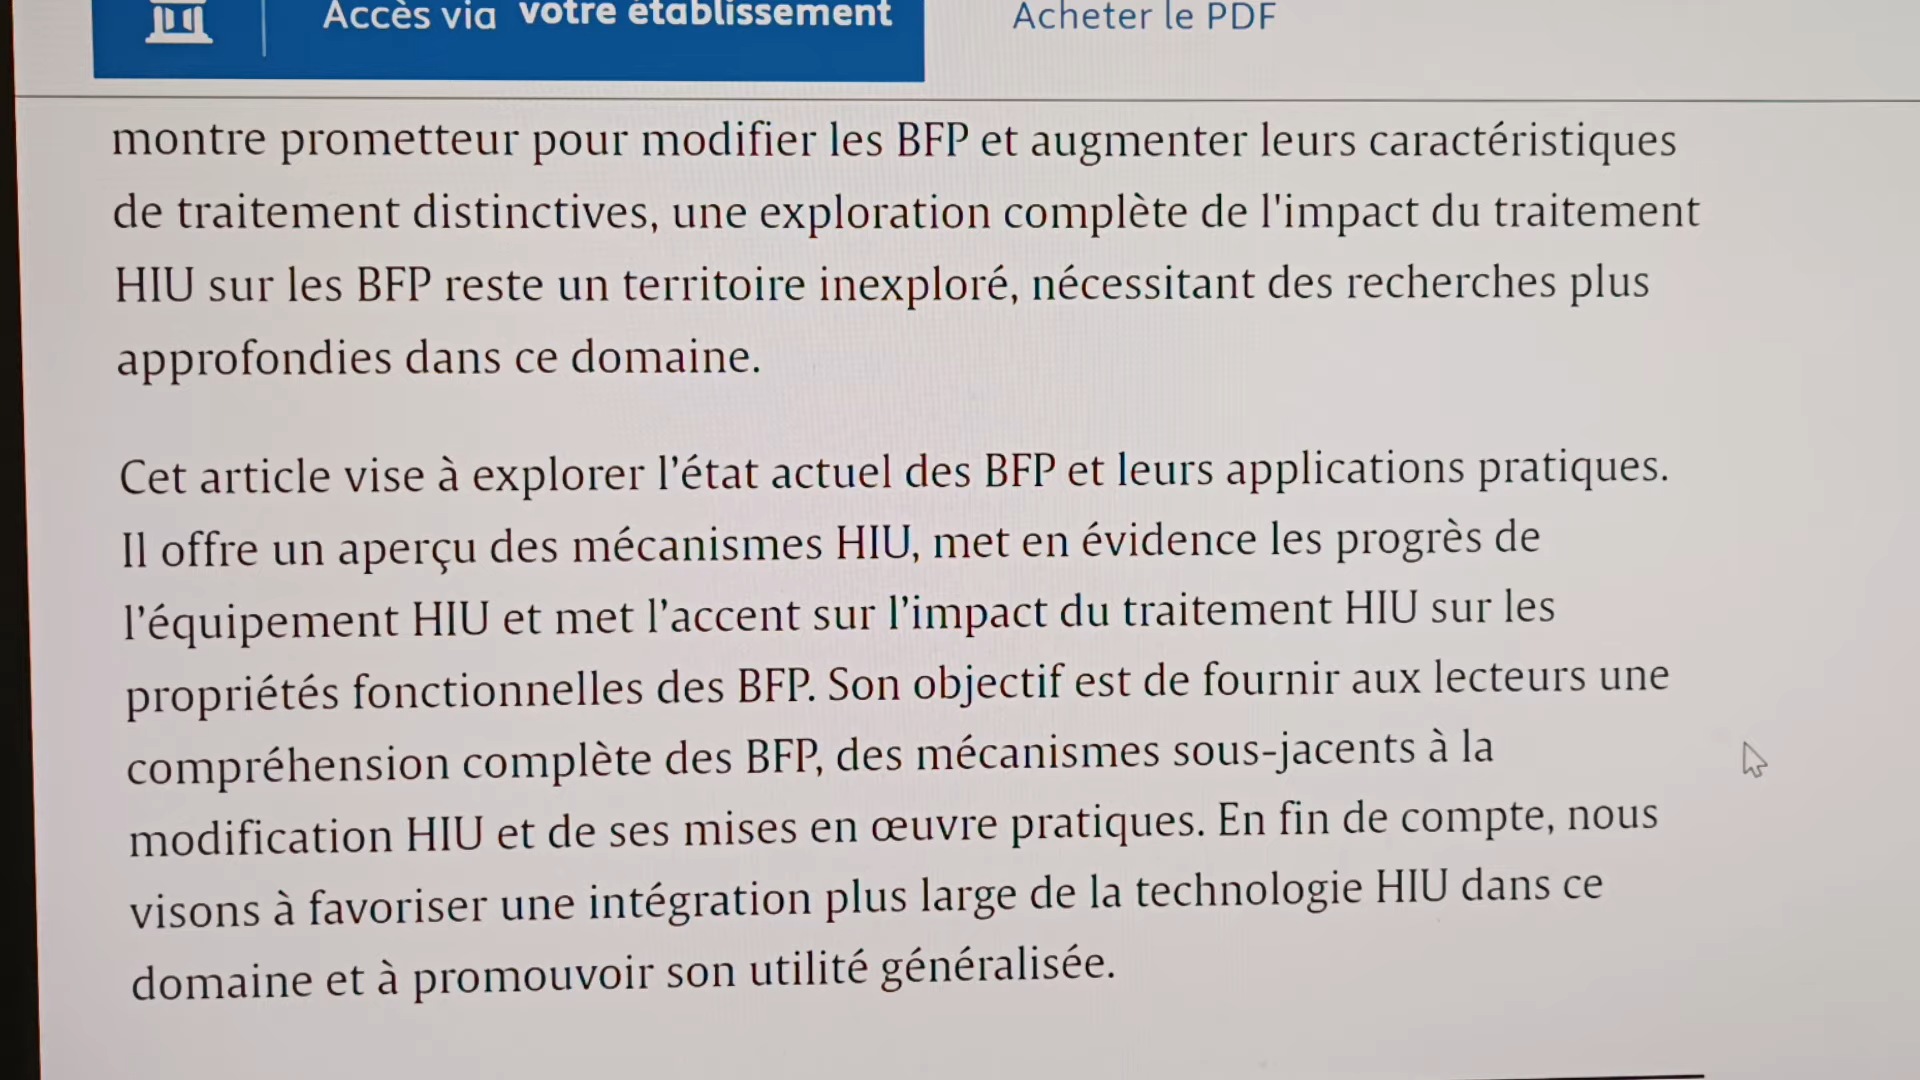 Accès via votre établissement
Acheter le PDF
montre prometteur pour modifier les BFP et augmenter leurs caractéristiques
de traitement distinctives, une exploration complète de l'impact du traitement
HIU sur les BFP reste un territoire inexploré, nécessitant des recherches plus
approfondies dans ce domaine.
Cet article vise à explorer l’état actuel des BFP et leurs applications pratiques.
Il offre un aperçu des mécanismes HIU, met en évidence les progrès de
l’équipement HIU et met l’accent sur l’impact du traitement HIU sur les
propriétés fonctionnelles des BFP. Son objectif est de fournir aux lecteurs une
compréhension complète des BFP, des mécanismes sous-jacents à la
modification HIU et de ses mises en œuvre pratiques. En fin de compte, nous
visons à favoriser une intégration plus large de la technologie HIU dans ce
domaine et à promouvoir son utilité généralisée.